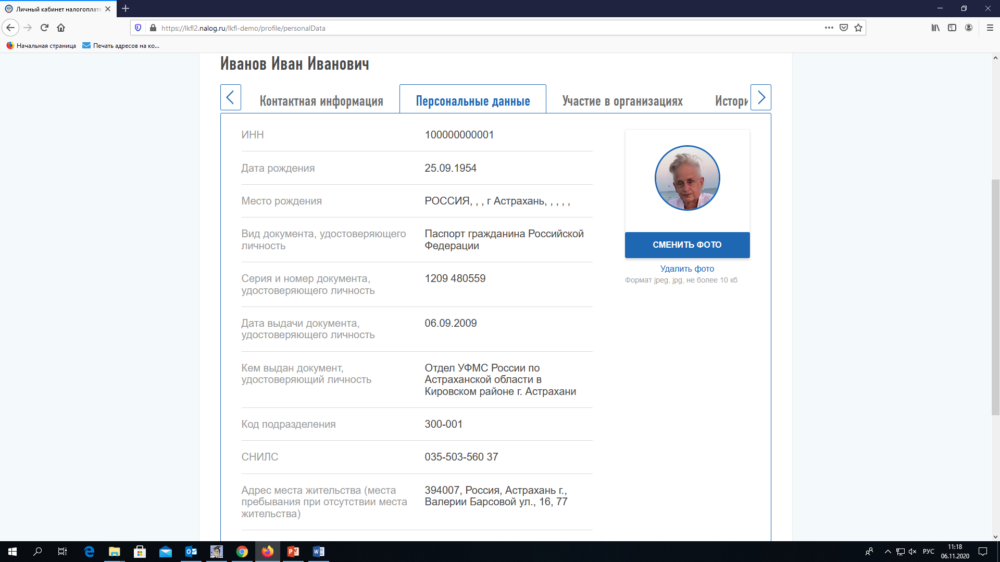 Личный кабинет налогоплате
https://lkfl2.nalog.ru/lkfl-demo/profile/personalData
Начальная страница
Печать адресов на ко...
Иванов Иван Иванович
Контактная информация
Персональные данные
Участие в организациях
Истори
ИНН
100000000001
Дата рождения
25.09.1954
Место рождения
РОССИЯ, , , г Астрахань, , , , ,
Вид документа, удостоверяющего
личность
Паспорт гражданина Российской
Федерации
Серия и номер документа,
удостоверяющего личность
1209 480559
Дата выдачи документа,
удостоверяющего личность
06.09.2009
Кем выдан документ,
удостоверяющий личность
Отдел УФМС России по
Астраханской области в
Кировском районе г. Астрахани
Код подразделения
300-001
СНИЛС
035-503-560 37
Адрес места жительства (места
пребывания при отсутствии места
жительства)
394007, Россия, Астрахань г.,
Валерии Барсовой ул., 16, 77
СМЕНИТЬ ФОТО
Удалить фото
Формат jpeg, jpg, не более 10 кб
РУС
11:18
06.11.2020